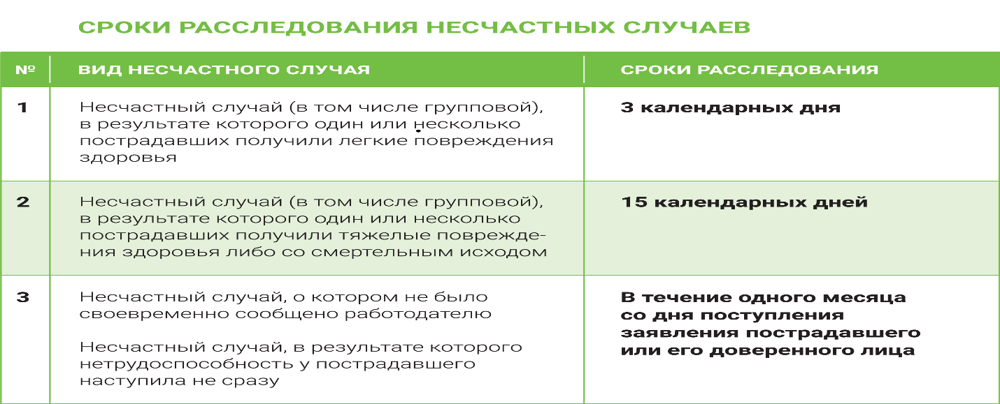 СРОКИ РАССЛЕДОВАНИЯ НЕСЧАСТНЫХ СЛУЧАЕВ
№ ВИД НЕСЧАСТНОГО СЛУЧАЯ СРОКИ РАССЛЕДОВАНИЯ
1 Несчастный случай (в том числе групповой), 3 календарных дня
в результате которого один или несколько
пострадавших получили легкие повреждения
здоровья
2 Несчастный случай (в том числе групповой), 15 календарных дней
в результате которого один или несколько
пострадавших получили тяжелые поврежде-
ния здоровья либо со смертельным исходом
3 Несчастный случай, о котором не было В течение одного месяца
своевременно сообщено работодателю со дня поступления
заявления пострадавшего
Несчастный случай, в результате которого или его доверенного лица
нетрудоспособность у пострадавшего
наступила не сразу